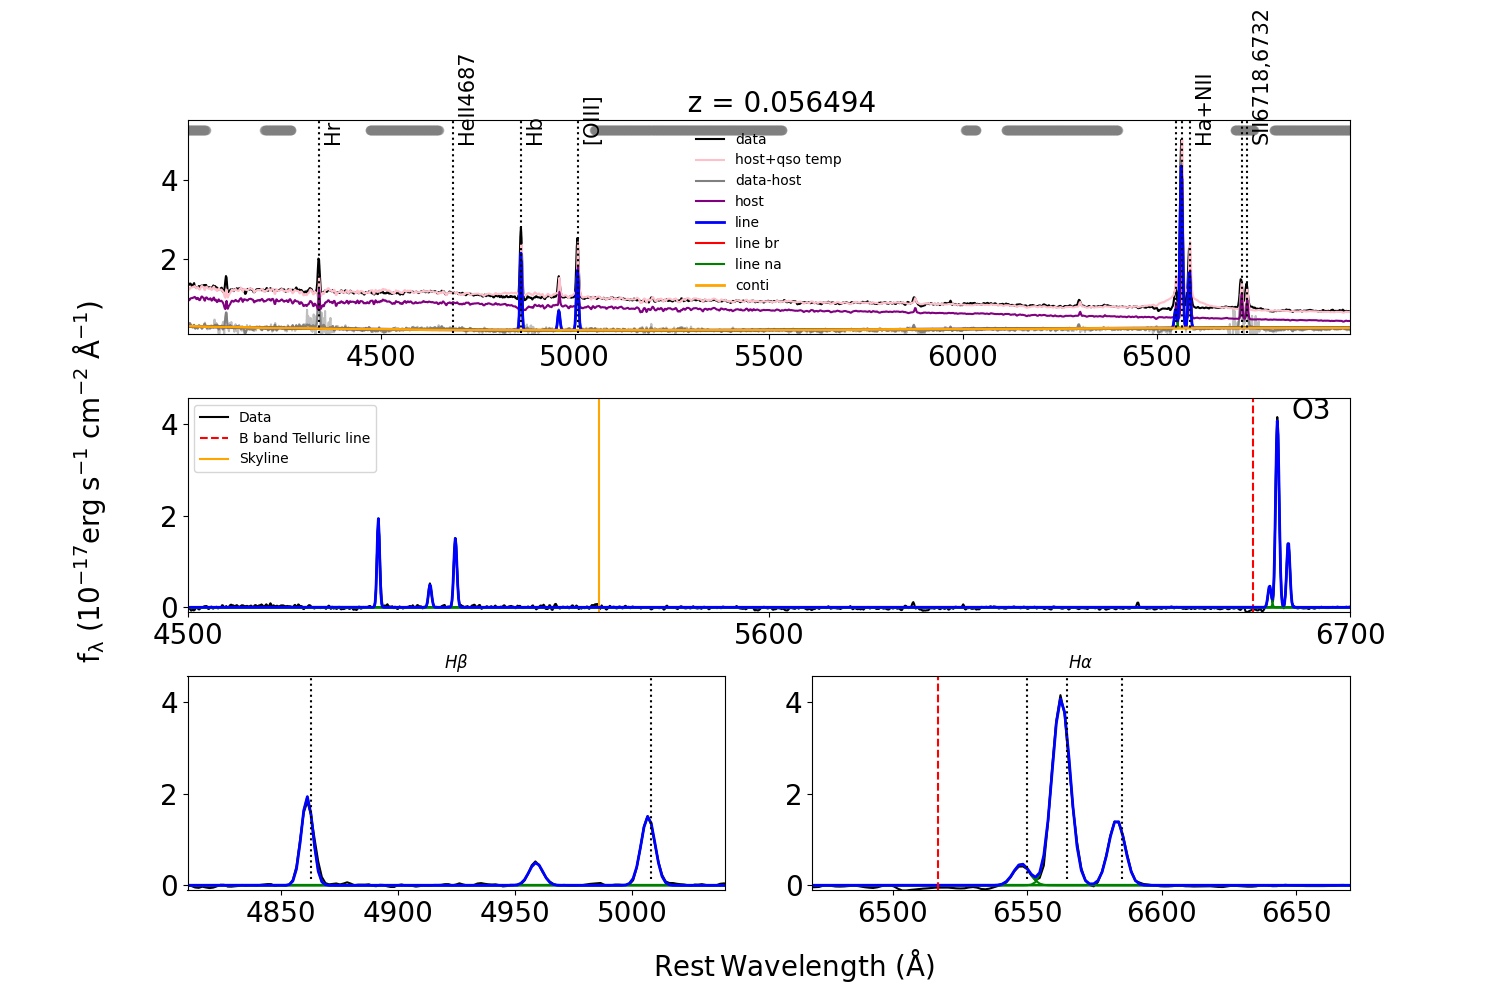 z = 0.056494
Hr
HeII4687
Hb
[OIII]
Ha+NII
SII6718,6732
data
host+qso temp
data-host
host
line
line br
line na
conti
4
2
4500 5000 5500 6000 6500
Data
B band Telluric line
Skyline
O3
4
2
0
4500 5600 6700
fλ (10−17erg s−1 cm−2 Å−1)
Hβ
4
2
0
4850 4900 4950 5000
Hα
4
2
0
6500 6550 6600 6650
Rest Wavelength (Å)